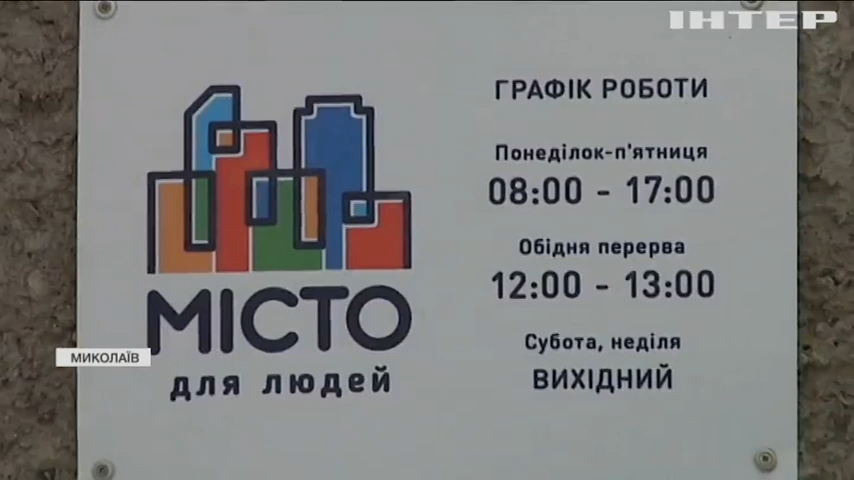 ІНТЕР
ГРАФІК РОБОТИ
Понеділок-п'ятниця
08:00 - 17:00
Обідня перерва
12:00 - 13:00
Субота, неділя
ВИХІДНИЙ
МІСТО
для людей
МИКОЛАЇВ